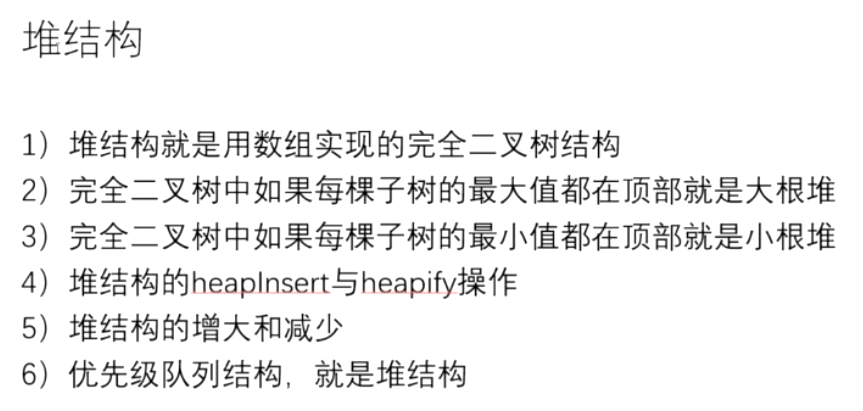 堆结构
1）堆结构就是用数组实现的完全二叉树结构
2）完全二叉树中如果每棵子树的最大值都在顶部就是大根堆
3）完全二叉树中如果每棵子树的最小值都在顶部就是小根堆
4）堆结构的heapInsert与heapify操作
5）堆结构的增大和减少
6）优先级队列结构，就是堆结构